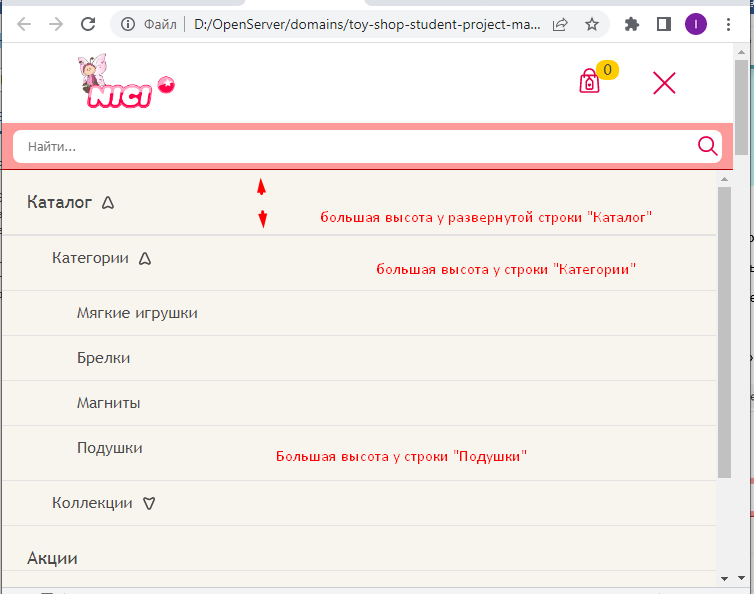 Файл
D:/OpenServer/domains/toy-shop-student-project-ma...
I
NICI
0
Найти...
Каталог
большая высота у развернутой строки "Каталог"
Категории
большая высота у строки "Категории"
Мягкие игрушки
Брелки
Магниты
Подушки
Большая высота у строки "Подушки"
Коллекции
Акции